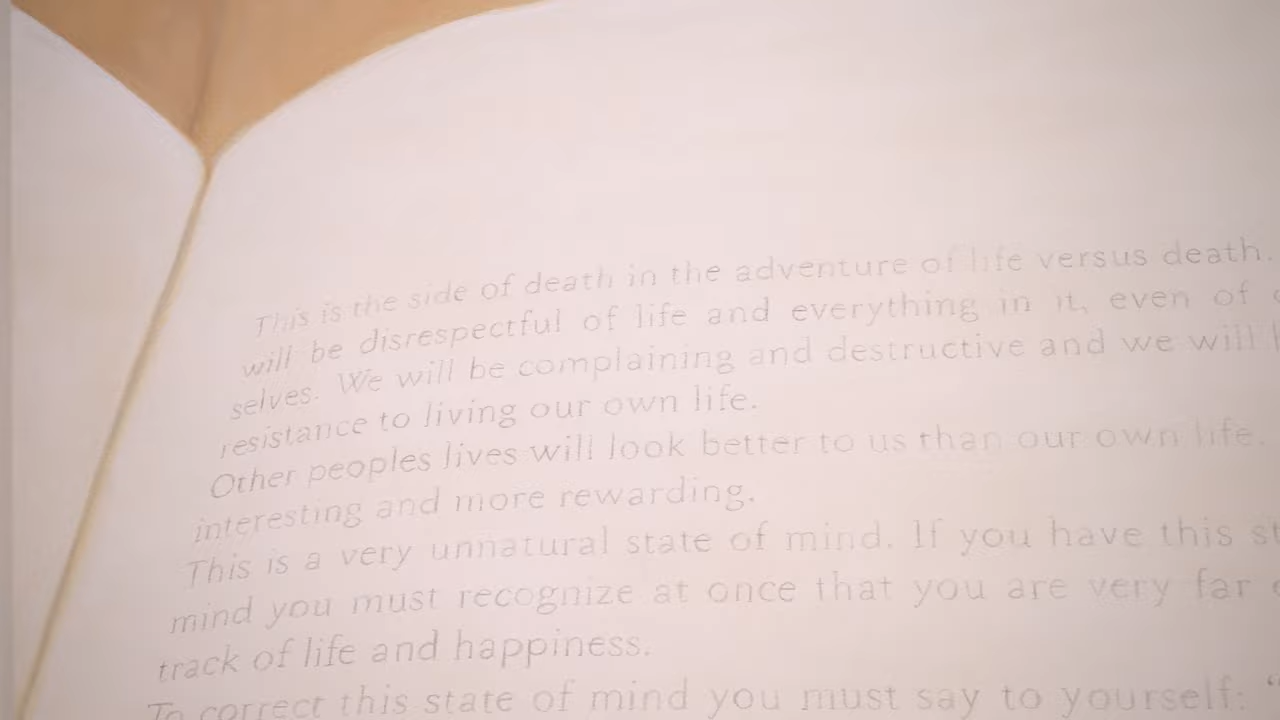 This is the side of death in the adventure of life versus death.
will be disrespectful of life and everything in it, even of
selves. We will be complaining and destructive and we will
resistance to living our own life.
Other peoples lives will look better to us than our own life.
interesting and more rewarding.
This is a very unnatural state of mind. If you have this
mind you must recognize at once that you are very far
track of life and happiness.
To correct this state of mind you must say to yourself: “